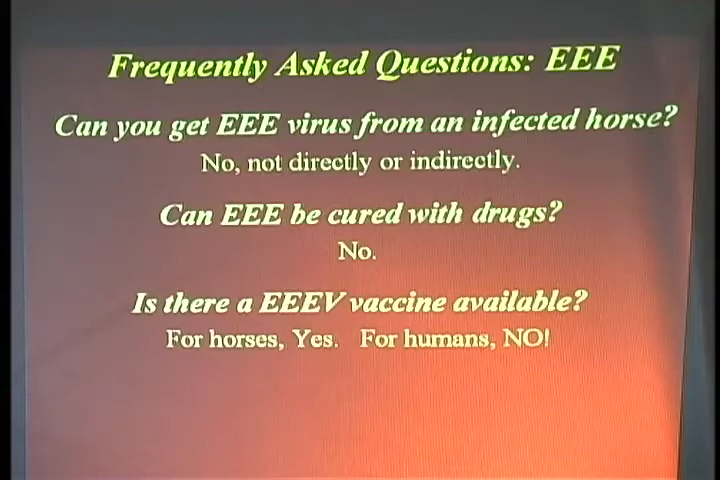 Frequently Asked Questions: EEE
Can you get EEE virus from an infected horse?
No, not directly or indirectly.
Can EEE be cured with drugs?
No.
Is there a EEEV vaccine available?
For horses, Yes. For humans, NO!